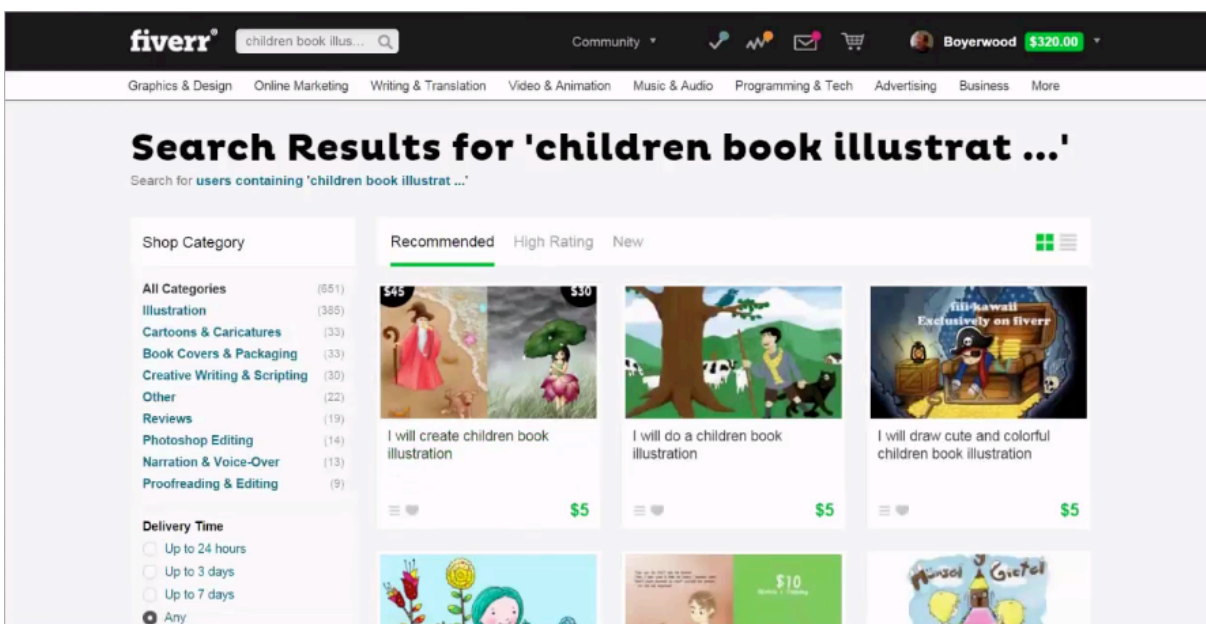 fiverr®
children book illus...
Community
Boyerwood $320.00
Graphics & Design Online Marketing Writing & Translation Video & Animation Music & Audio Programming & Tech Advertising Business More
Search Results for 'children book illustrat ...'
Search for users containing 'children book illustrat ...'
Shop Category
All Categories (651)
Illustration (385)
Cartoons & Caricatures (33)
Book Covers & Packaging (33)
Creative Writing & Scripting (30)
Other (22)
Reviews (19)
Photoshop Editing (14)
Narration & Voice-Over (13)
Proofreading & Editing (9)
Delivery Time
Up to 24 hours
Up to 3 days
Up to 7 days
Any
Recommended High Rating New
$45 $30
I will create children book
illustration
$5
I will do a children book
illustration
$5
fiji-kawaii
Exclusively on fiverr
I will draw cute and colorful
children book illustration
$5
$10
Gretel